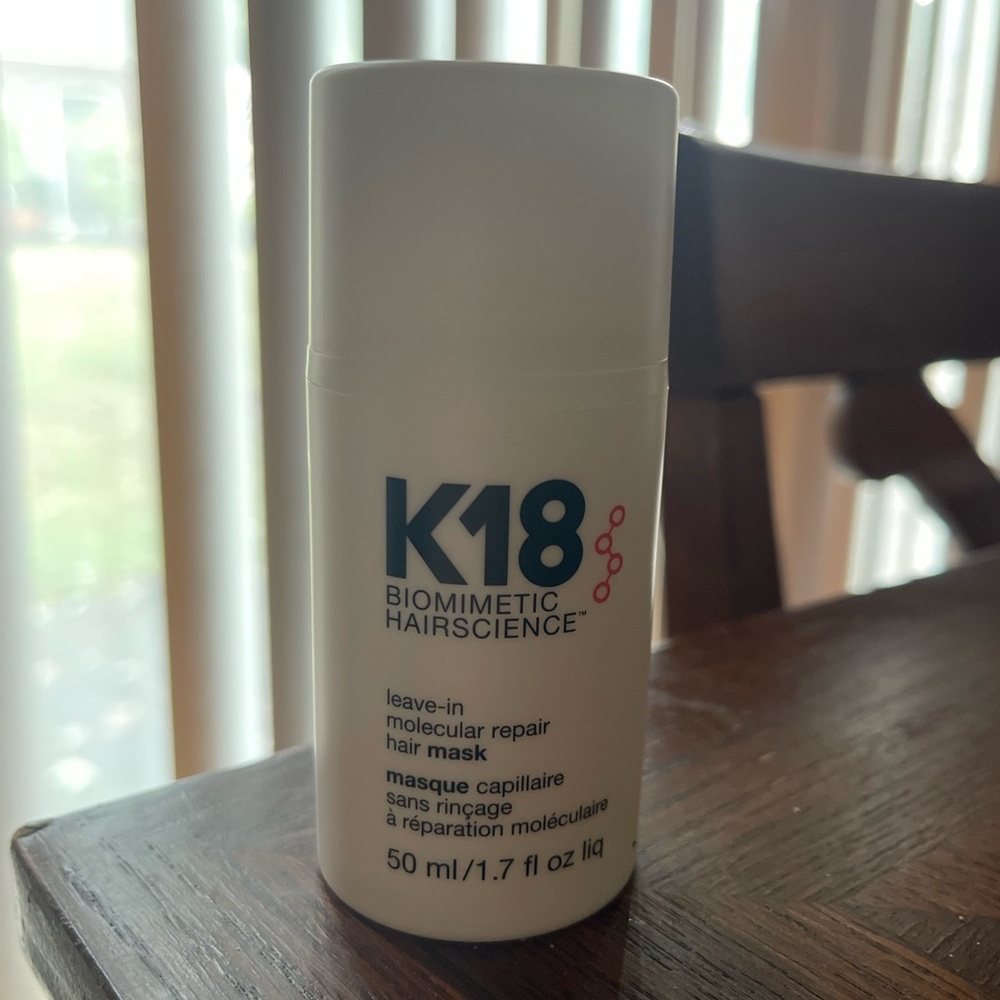 K18
BIOMIMETIC
HAIRSCIENCE™
leave-in
molecular repair
hair mask
masque capillaire
sans rinçage
à réparation moléculaire
50 ml/1.7 fl oz liq